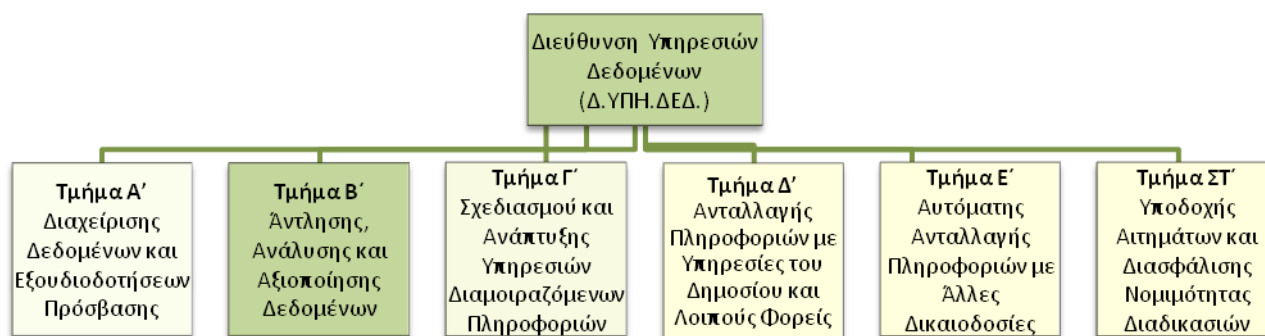 Διεύθυνση Υπηρεσιών
Δεδομένων
(Δ.ΥΠΗ.ΔΕΔ.)
Τμήμα Α’
Διαχείρισης
Δεδομένων και
Εξουδιοδοτήσεων
Πρόσβασης
Τμήμα Β΄
Άντλησης,
Ανάλυσης και
Αξιοποίησης
Δεδομένων
Τμήμα Γ΄
Σχεδιασμού και
Ανάπτυξης
Υπηρεσιών
Διαμοιραζόμενων
Πληροφοριών
Τμήμα Δ’
Ανταλλαγής
Πληροφοριών με
Υπηρεσίες του
Δημοσίου και
Λοιπούς Φορείς
Τμήμα Ε΄
Αυτόματης
Ανταλλαγής
Πληροφοριών με
Άλλες
Δικαιοδοσίες
Τμήμα ΣΤ΄
Υποδοχής
Αιτημάτων και
Διασφάλισης
Νομιμότητας
Διαδικασιών